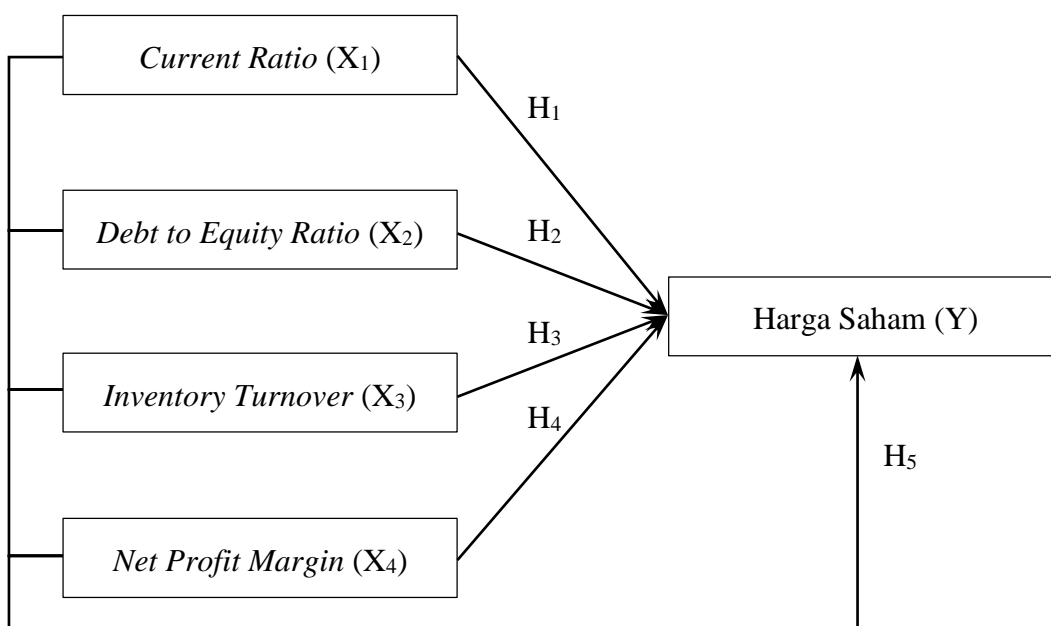 Current Ratio (X₁)
H₁
Debt to Equity Ratio (X₂)
H₂
Harga Saham (Y)
H₃
Inventory Turnover (X₃)
H₄
H₅
Net Profit Margin (X₄)